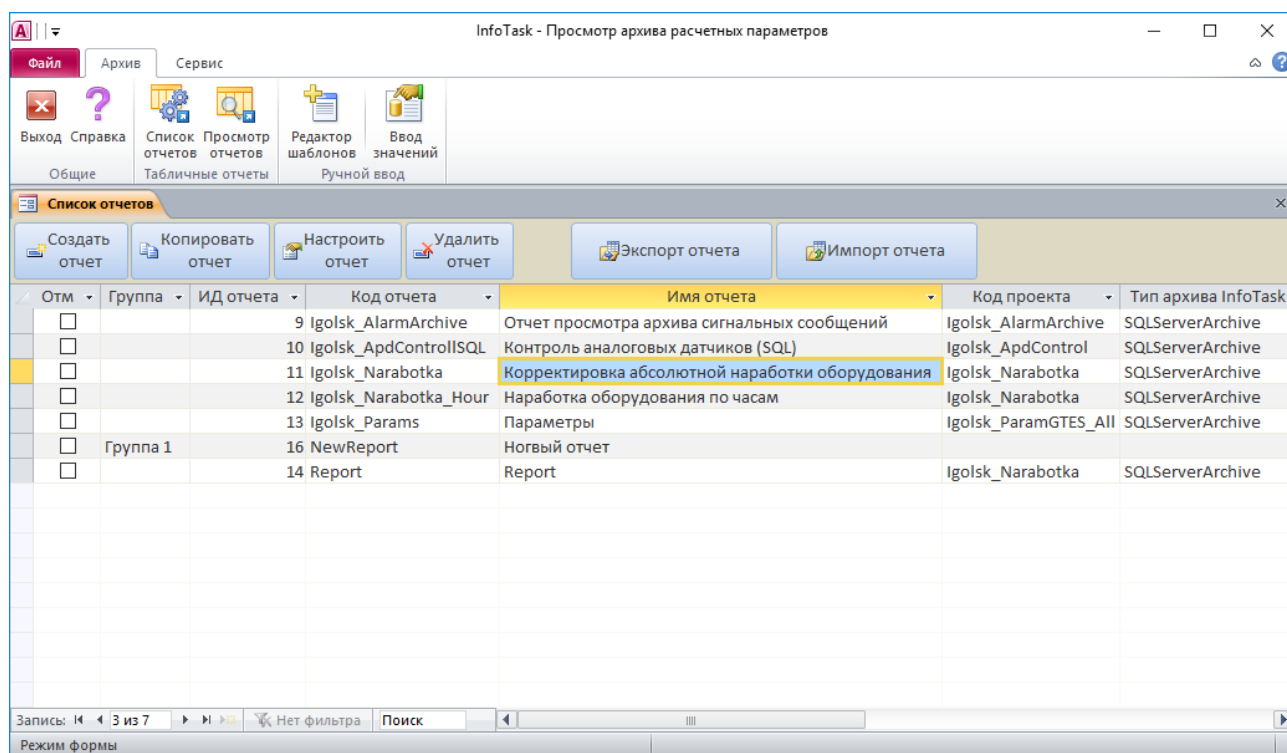 A
InfoTask - Просмотр архива расчетных параметров
Файл Архив Сервис
?
Выход Справка Список отчетов Просмотр отчетов Редактор шаблонов Ввод значений
Общие Табличные отчеты Ручной ввод
Список отчетов
Создать отчет Копировать отчет Настроить отчет Удалить отчет Экспорт отчета Импорт отчета
Отм Группа ИД отчета Код отчета Имя отчета Код проекта Тип архива InfoTask
9 Igolsk_AlarmArchive Отчет просмотра архива сигнальных сообщений Igolsk_AlarmArchive SQLServerArchive
10 Igolsk_ApdControllSQL Контроль аналоговых датчиков (SQL) Igolsk_ApdControl SQLServerArchive
11 Igolsk_Narabotka Корректировка абсолютной наработки оборудования Igolsk_Narabotka SQLServerArchive
12 Igolsk_Narabotka_Hour Наработка оборудования по часам Igolsk_Narabotka SQLServerArchive
13 Igolsk_Params Параметры Igolsk_ParamGTES_All SQLServerArchive
Группа 1 16 NewReport Ногвый отчет
14 Report Report Igolsk_Narabotka SQLServerArchive
Запись: 3 из 7 Нет фильтра Поиск
Режим формы